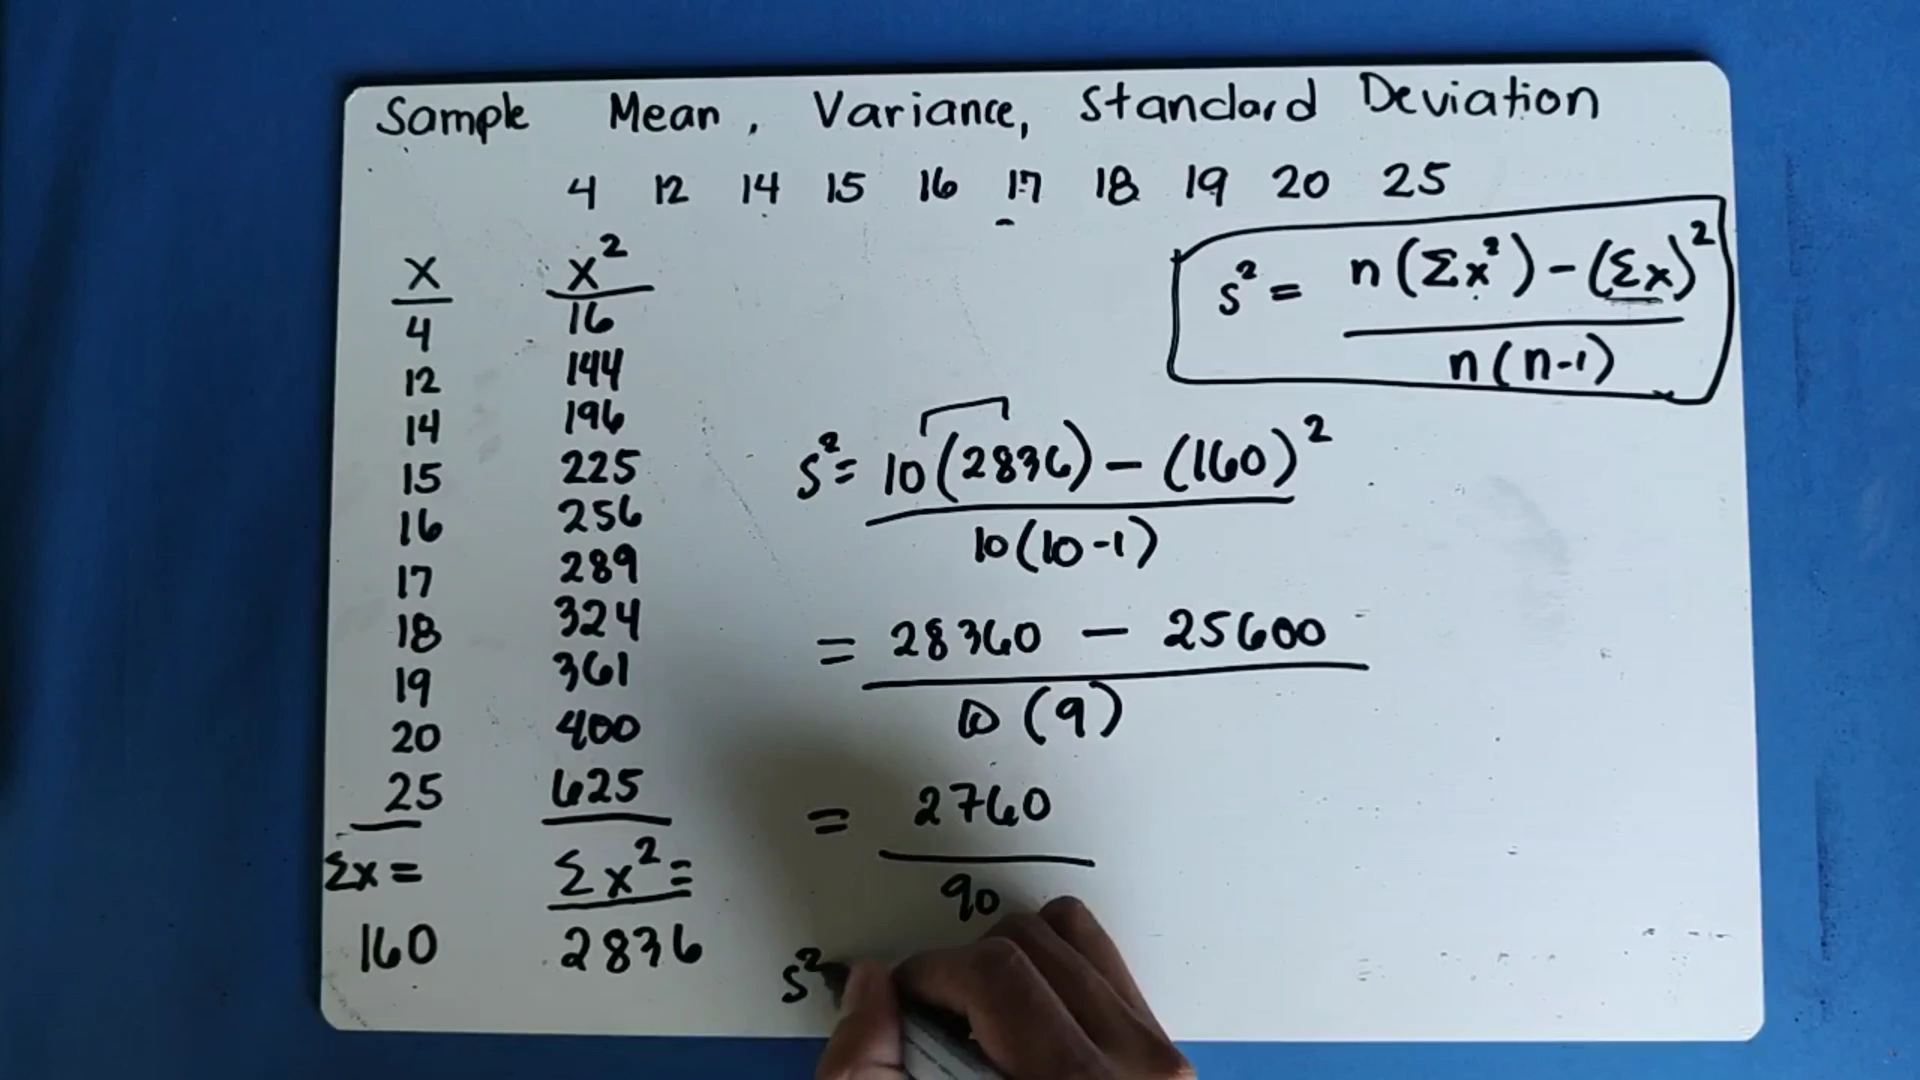 Sample Mean, Variance, Standard Deviation
4 12 14 15 16 17 18 19 20 25
s² = n(Σx²) - (Σx)² / n(n-1)
x x²
4 16
12 144
14 196
15 225
16 256
17 289
18 324
19 361
20 400
25 625
Σx = Σx² =
160 2836
s² = 10(2836) - (160)² / 10(10-1)
= 28360 - 25600 / 10(9)
= 2760 / 90
s²